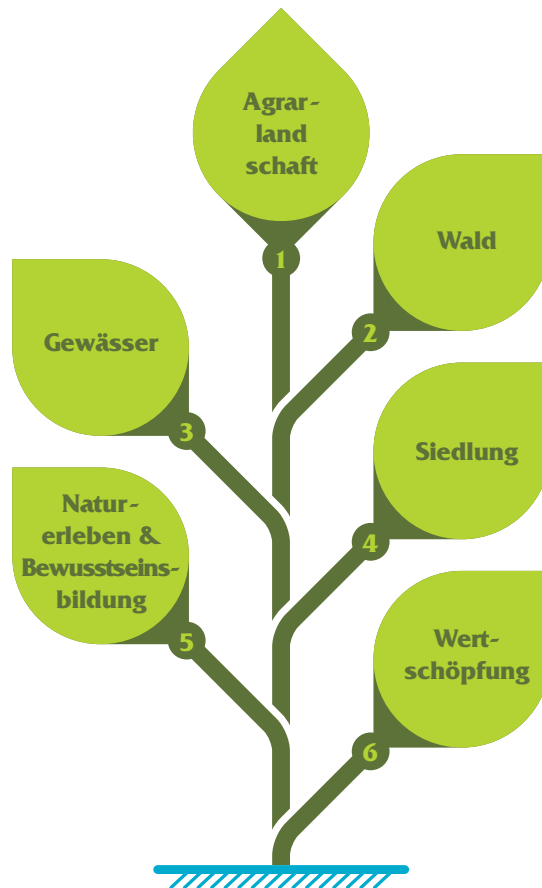 Agrar-
land
schaft
1
Wald
2
Gewässer
3
Siedlung
4
Natur-
erleben &
Bewusstseins-
bildung
5
Wert-
schöpfung
6